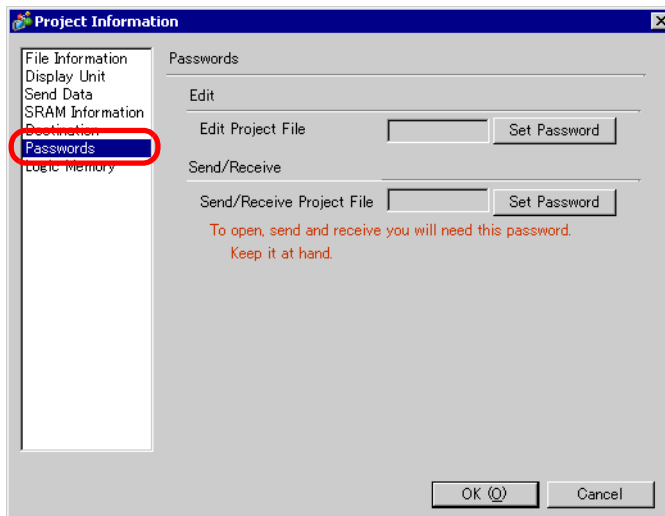 Project Information
File Information
Display Unit
Send Data
SRAM Information
Destination
Passwords
Logic Memory
Passwords
Edit
Edit Project File
Set Password
Send/Receive
Send/Receive Project File
Set Password
To open, send and receive you will need this password.
Keep it at hand.
OK (O)
Cancel